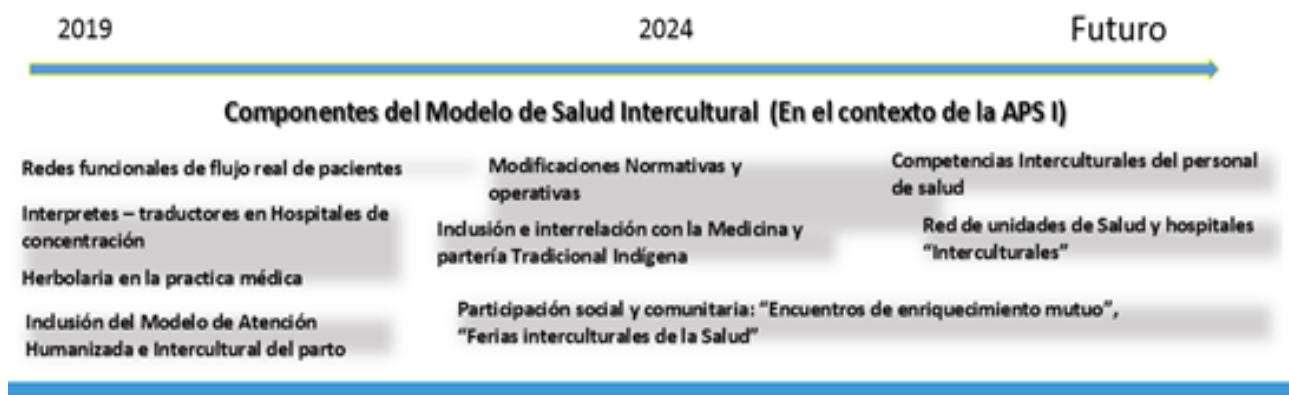 2019
2024
Futuro
Componentes del Modelo de Salud Intercultural (En el contexto de la APS I)
Redes funcionales de flujo real de pacientes
Interpretes – traductores en Hospitales de
concentración
Herbolaria en la practica médica
Inclusión del Modelo de Atención
Humanizada e Intercultural del parto
Modificaciones Normativas y
operativas
Inclusión e interrelación con la Medicina y
partería Tradicional Indígena
Participación social y comunitaria: “Encuentros de enriquecimiento mutuo”,
“Ferias interculturales de la Salud”
Competencias Interculturales del personal
de salud
Red de unidades de Salud y hospitales
“Interculturales”